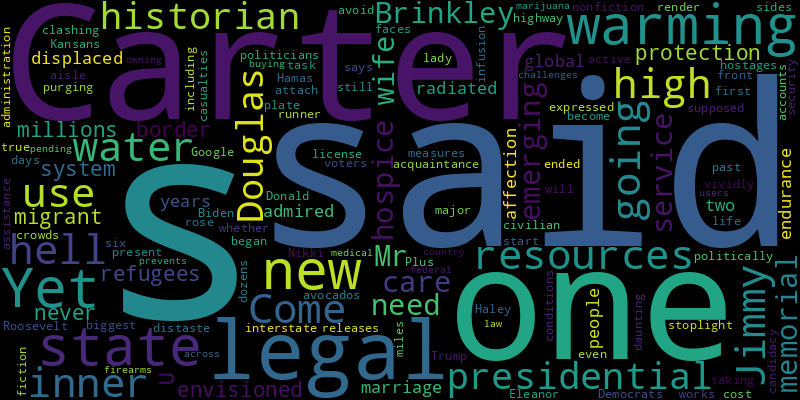 administration
clashing
Kansans
displaced
aisle
purging
Carter
historian
including
casualties
avoid
politicians
buying task
Hamas
attach
says
plate
still
runner
faces
Brinkley
wife
lady
radiated
highway
marijuana
nonfiction
render
sides
infusion
warming
global
active
protection
hostages
challenges
high
front
first
accounts
security
owning
millions
border
true pending
days
Google
water
system
Douglas
license
voters
measures
acquaintance
hospice
affection
emerging
expressed
become
supposed
ended
going
service
past
vividly
users
two
life
endurance
use
migrant
assistance
crowds
years
Biden
rose
whether
began
Donald
admired
major
will
civilian
start
S
said
hell
six
present
prevents
refugees
dozens
Nikki
medical
new
Mr
Plus
country
federal
care
need
resources
politically
Yet
never
Come
avocados
interstate
releases
one
Haley
law
conditions
people
even
daunting
stoplight
Jimmy
memorial
Roosevelt
biggest
distaste
across
fiction
state
firearms
legal
miles
Trump
inner
U
envisioned
marriage
presidential
taking
candidacy
Eleanor
Democrats
works
cost